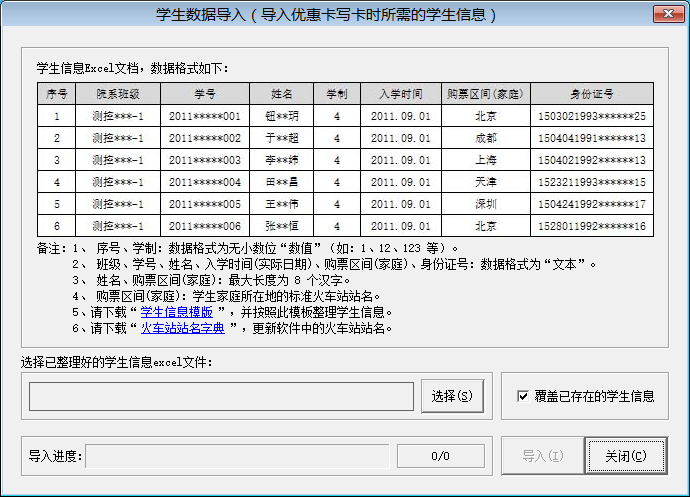 学生数据导入（导入优惠卡写卡时所需的学生信息）
学生信息Excel文档，数据格式如下：
序号 院系班级 学号 姓名 学制 入学时间 购票区间(家庭) 身份证号
1 测控***-1 2011*****001 钮**玥 4 2011.09.01 北京 1503021993******25
2 测控***-1 2011*****002 于**超 4 2011.09.01 成都 1504041991******13
3 测控***-1 2011*****003 李**纬 4 2011.09.01 上海 1504021992******13
4 测控***-1 2011*****004 田**昌 4 2011.09.01 天津 1523211993******15
5 测控***-1 2011*****005 王**伟 4 2011.09.01 深圳 1504241992******17
6 测控***-1 2011*****006 张**恒 4 2011.09.01 北京 1528011992******16
备注：1、 序号、学制：数据格式为无小数位“数值”（如：1、12、123 等）。
2、 班级、学号、姓名、入学时间(实际日期)、购票区间(家庭)、身份证号：数据格式为“文本”。
3、 姓名、购票区间(家庭)：最大长度为 8 个汉字。
4、 购票区间(家庭)：学生家庭所在地的标准火车站站名。
5、请下载“ 学生信息模版 ”，并按照此模板整理学生信息。
6、请下载“ 火车站站名字典 ”，更新软件中的火车站站名。
选择已整理好的学生信息excel文件：
选择(S)
覆盖已存在的学生信息
导入进度：
0/0
导入(I)
关闭(C)